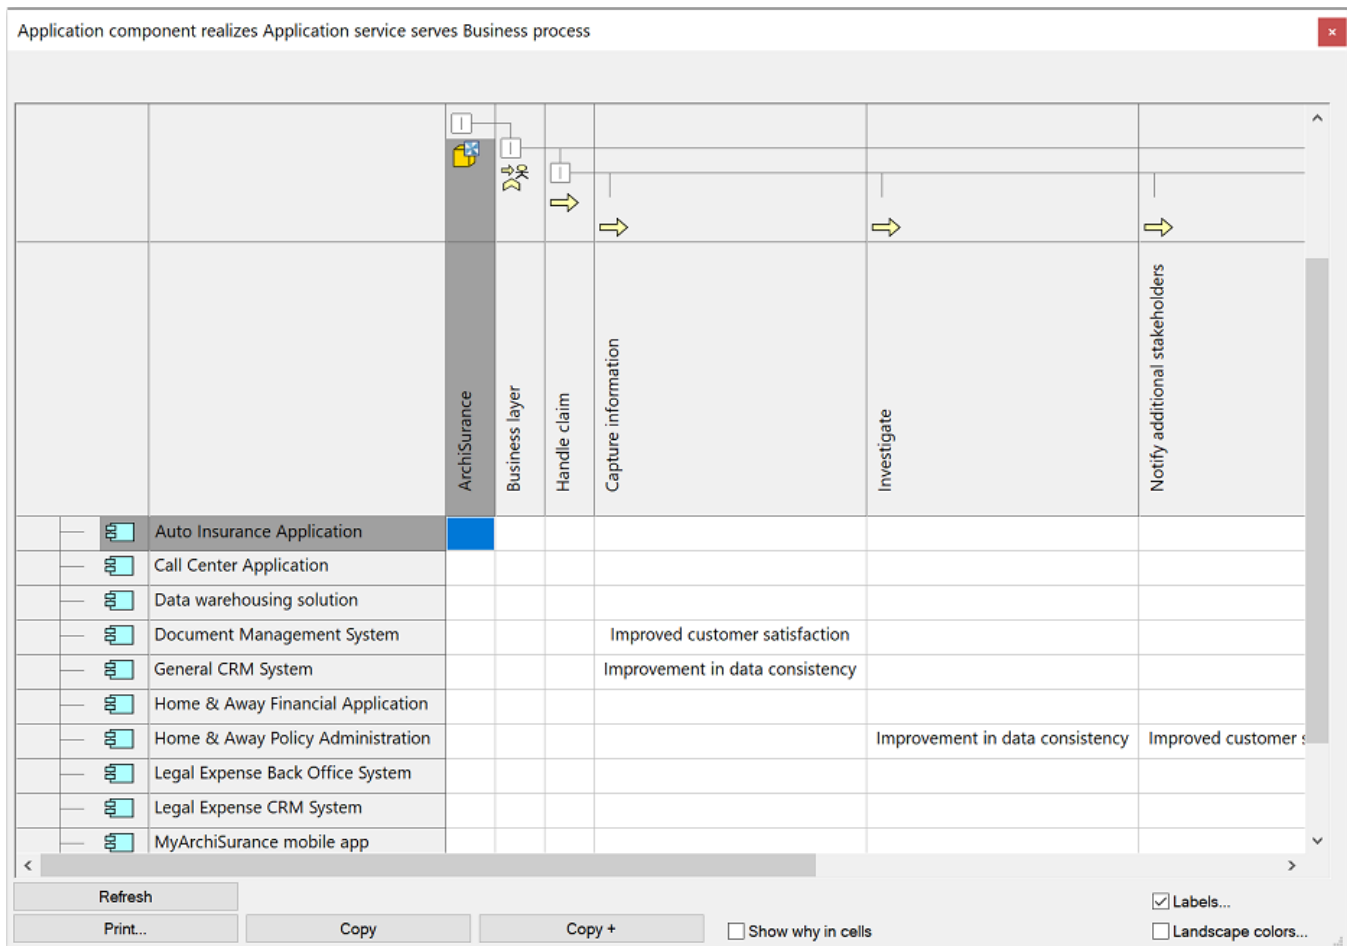 Application component realizes Application service serves Business process
ArchiSurance
Business layer
Handle claim
Capture information
Investigate
Notify additional stakeholders
Auto Insurance Application
Call Center Application
Data warehousing solution
Document Management System Improved customer satisfaction
General CRM System Improvement in data consistency
Home & Away Financial Application
Home & Away Policy Administration Improvement in data consistency Improved customer s
Legal Expense Back Office System
Legal Expense CRM System
MyArchiSurance mobile app
Refresh Labels...
Print... Copy Copy + Show why in cells Landscape colors...